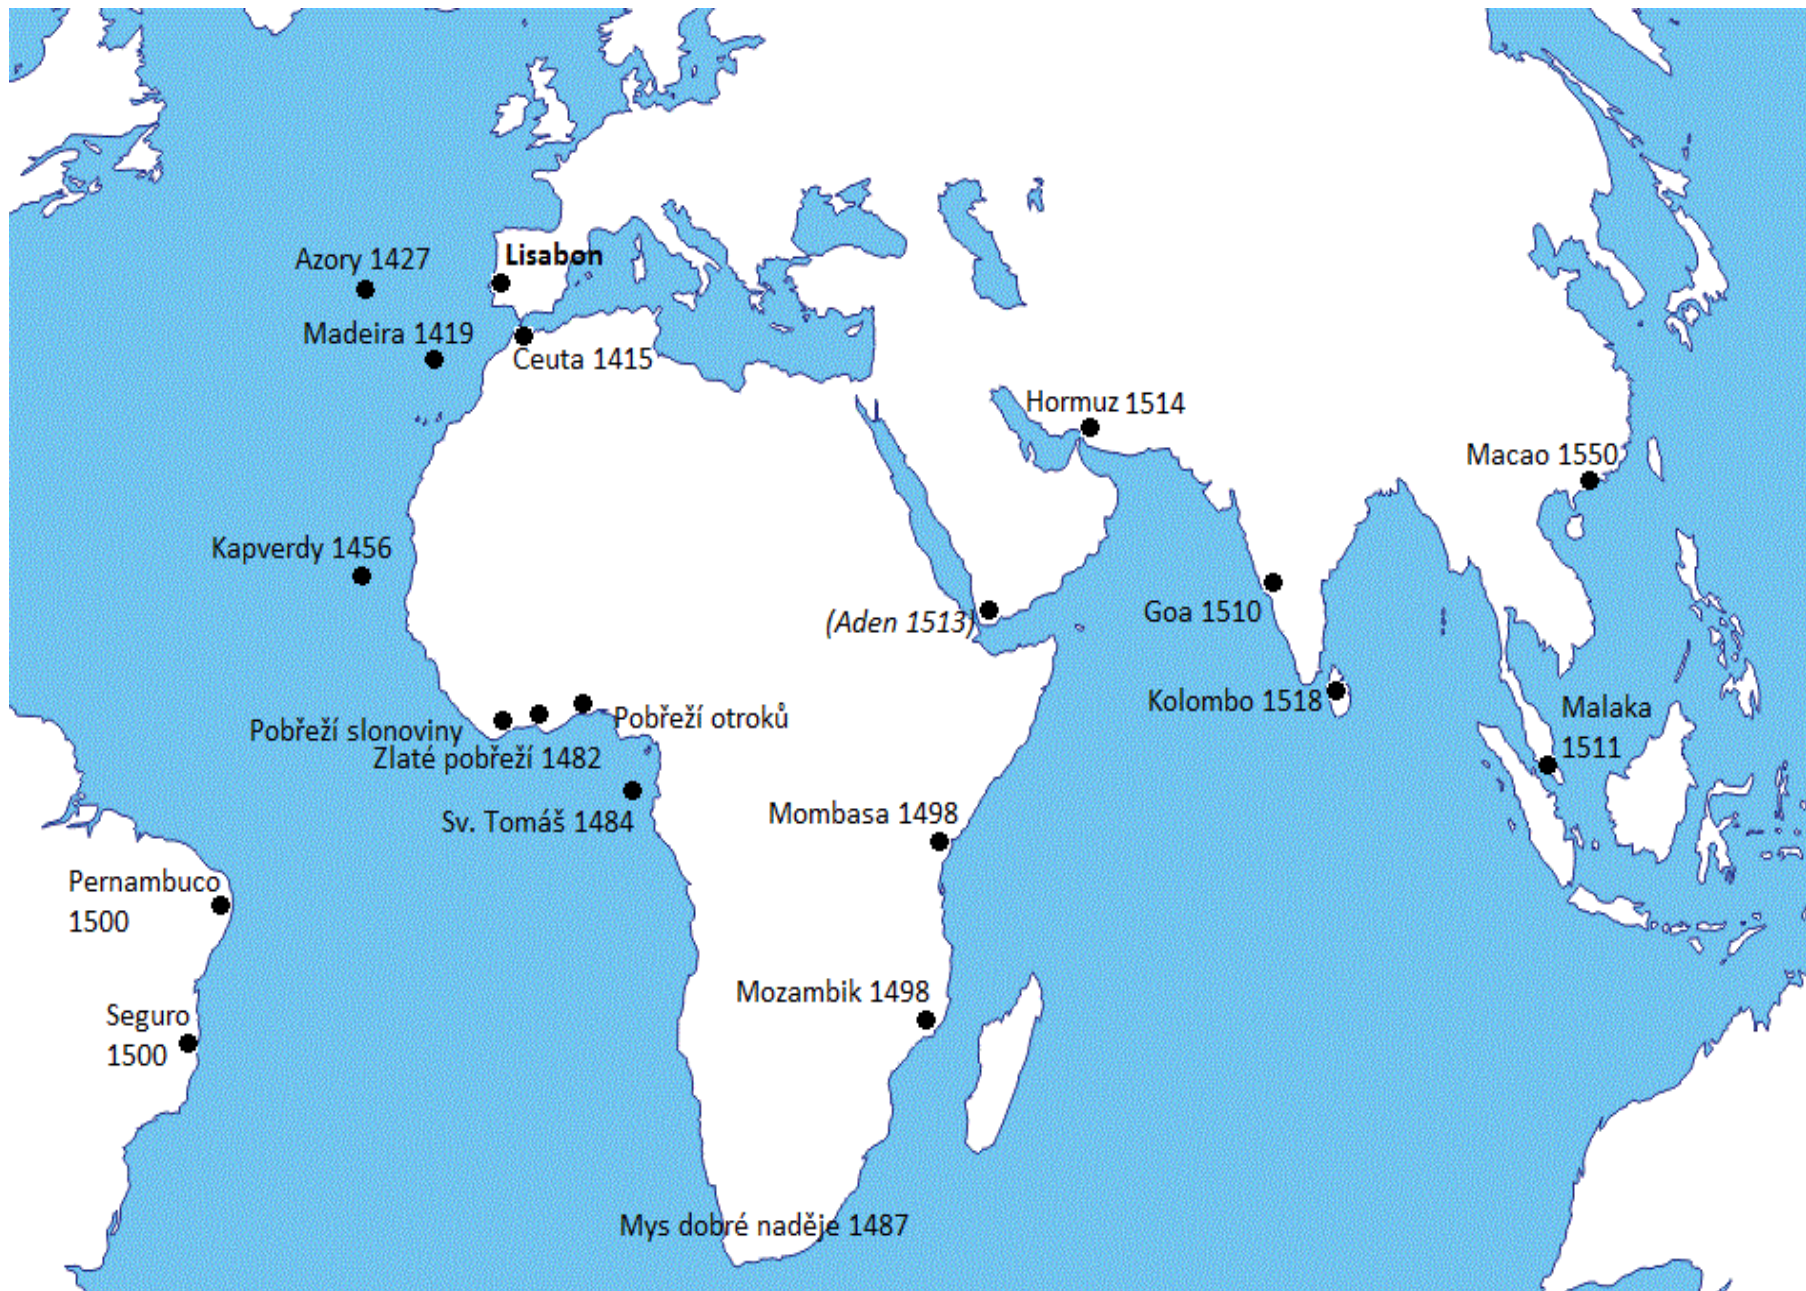 Lisabon
Azory 1427
Madeira 1419
Ceuta 1415
Hormuz 1514
Macao 1550
Kapverdy 1456
(Aden 1513)
Goa 1510
Kolombo 1518
Malaka
1511
Pobřeží slonoviny
Pobřeží otroků
Zlaté pobřeží 1482
Sv. Tomáš 1484
Mombasa 1498
Pernambuco
1500
Mozambik 1498
Seguro
1500
Mys dobré naděje 1487